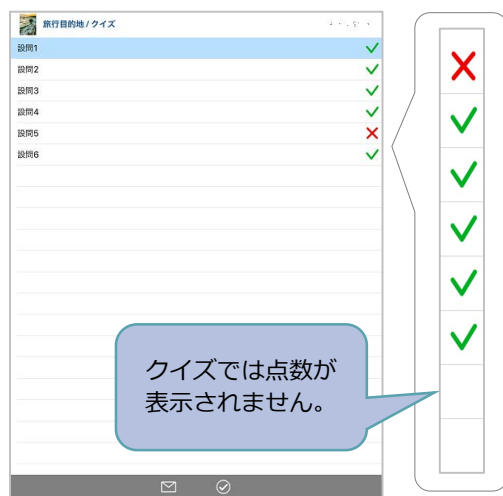 旅行目的地 / クイズ
設問1
設問2
設問3
設問4
設問5
設問6
クイズでは点数が
表示されません。